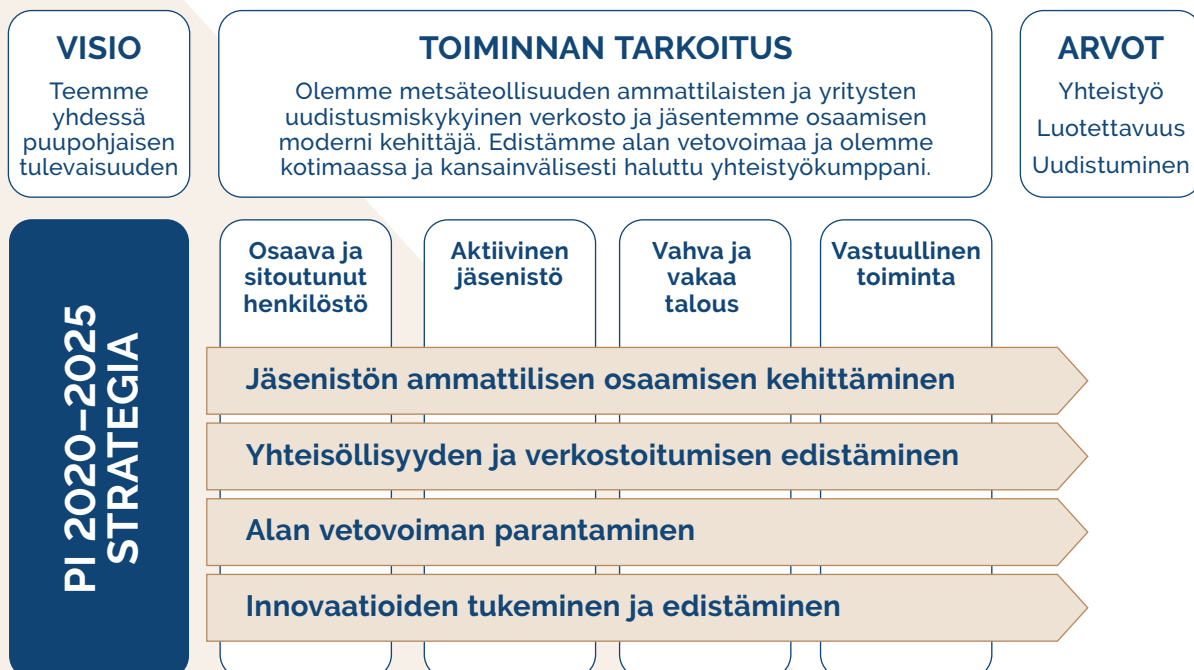 VISIO
Teemme
yhdessä
puupohjaisen
tulevaisuuden
TOIMINNAN TARKOITUS
Olemme metsäteollisuuden ammattilaisten ja yritysten
uudistusmiskykyinen verkosto ja jäsentemme osaamisen
moderni kehittäjä. Edistämme alan vetovoimaa ja olemme
kotimaassa ja kansainvälisesti haluttu yhteistyökumppani.
ARVOT
Yhteistyö
Luotettavuus
Uudistuminen
PI 2020–2025
STRATEGIA
Osaava ja
sitoutunut
henkilöstö
Aktiivinen
jäsenistö
Vahva ja
vakaa
talous
Vastuullinen
toiminta
Jäsenistön ammattilisen osaamisen kehittäminen
Yhteisöllisyyden ja verkostoitumisen edistäminen
Alan vetovoiman parantaminen
Innovaatioiden tukeminen ja edistäminen